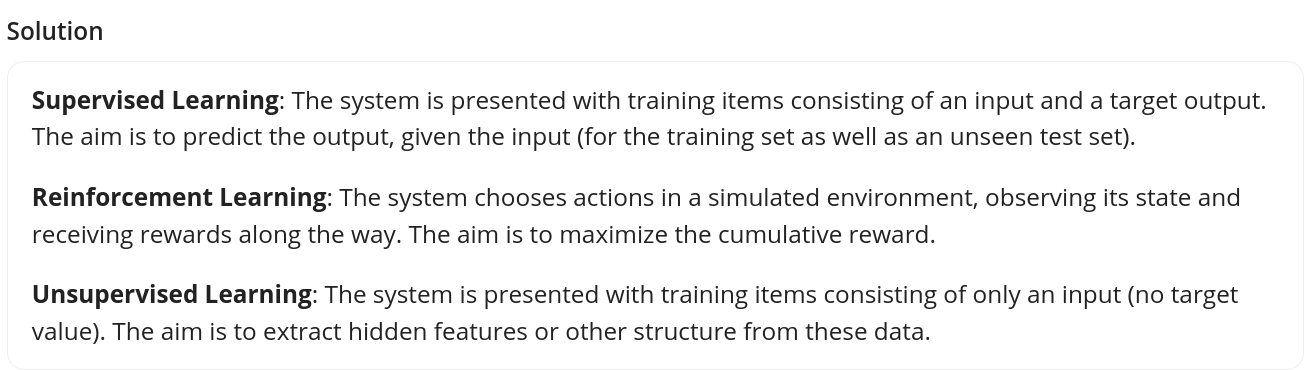 Solution
Supervised Learning: The system is presented with training items consisting of an input and a target output.
The aim is to predict the output, given the input (for the training set as well as an unseen test set).
Reinforcement Learning: The system chooses actions in a simulated environment, observing its state and
receiving rewards along the way. The aim is to maximize the cumulative reward.
Unsupervised Learning: The system is presented with training items consisting of only an input (no target
value). The aim is to extract hidden features or other structure from these data.